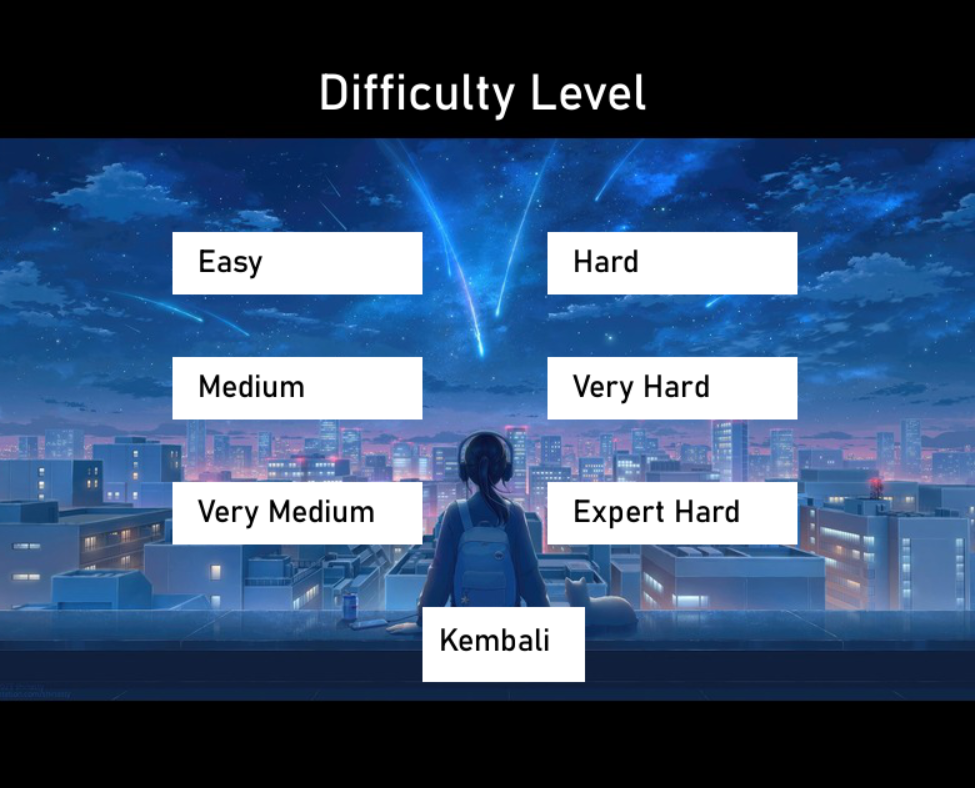 Difficulty Level
Easy
Hard
Medium
Very Hard
Very Medium
Expert Hard
Kembali